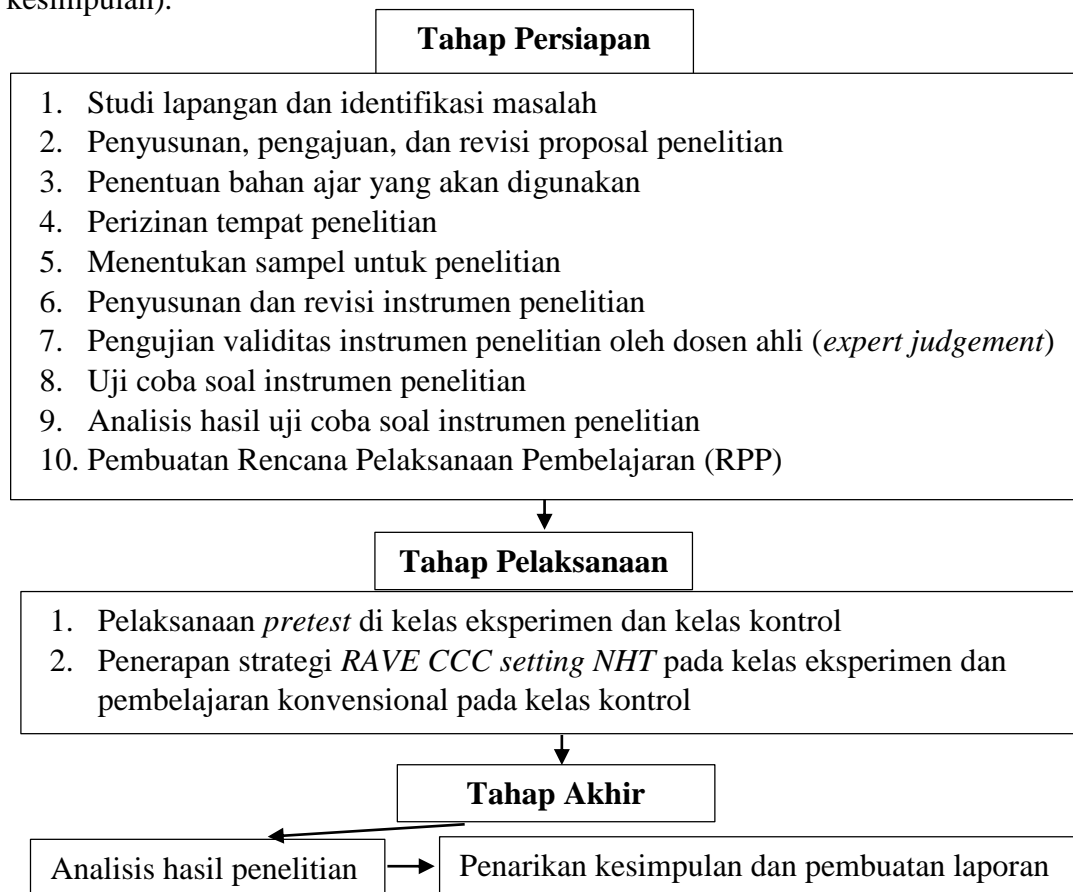 kesimpulan).
Tahap Persiapan
1. Studi lapangan dan identifikasi masalah
2. Penyusunan, pengajuan, dan revisi proposal penelitian
3. Penentuan bahan ajar yang akan digunakan
4. Perizinan tempat penelitian
5. Menentukan sampel untuk penelitian
6. Penyusunan dan revisi instrumen penelitian
7. Pengujian validitas instrumen penelitian oleh dosen ahli (expert judgement)
8. Uji coba soal instrumen penelitian
9. Analisis hasil uji coba soal instrumen penelitian
10. Pembuatan Rencana Pelaksanaan Pembelajaran (RPP)
Tahap Pelaksanaan
1. Pelaksanaan pretest di kelas eksperimen dan kelas kontrol
2. Penerapan strategi RAVE CCC setting NHT pada kelas eksperimen dan
pembelajaran konvensional pada kelas kontrol
Tahap Akhir
Analisis hasil penelitian
Penarikan kesimpulan dan pembuatan laporan